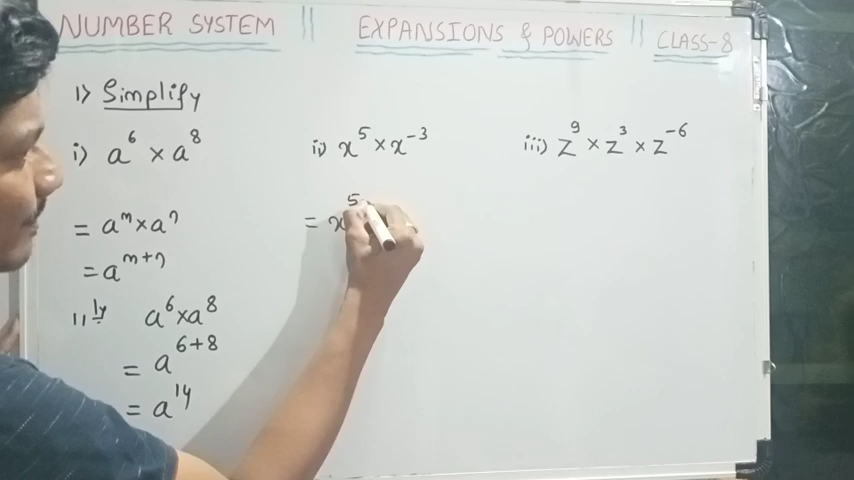 NUMBER SYSTEM || EXPANSIONS & POWERS || CLASS-8
1) Simplify
i) a⁶ × a⁸
= aᵐ × aⁿ
= aᵐ⁺ⁿ
|||ly a⁶ × a⁸
= a⁶⁺⁸
= a¹⁴
ii) x⁵ × x⁻³
= x⁵
iii) z⁹ × z³ × z⁻⁶